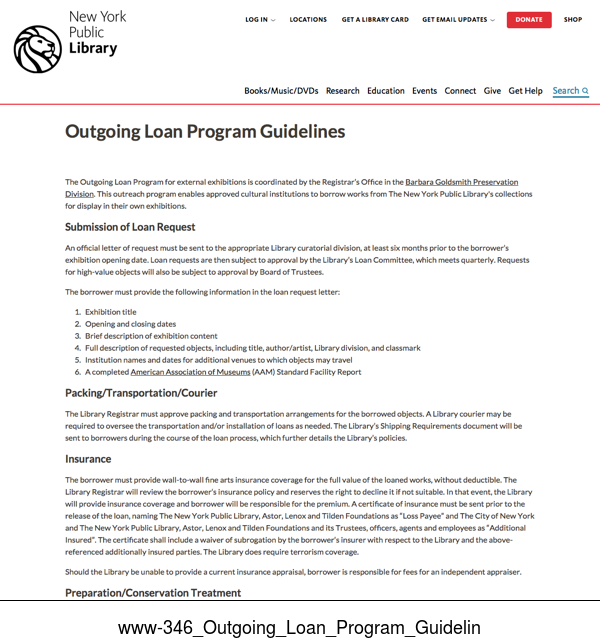 New York
Public
Library
LOG IN
LOCATIONS
GET A LIBRARY CARD
GET EMAIL UPDATES
DONATE
SHOP
Books/Music/DVDs Research Education Events Connect Give Get Help Search
Outgoing Loan Program Guidelines
The Outgoing Loan Program for external exhibitions is coordinated by the Registrar's Office in the Barbara Goldsmith Preservation
Division. This outreach program enables approved cultural institutions to borrow works from The New York Public Library's collections
for display in their own exhibitions.
Submission of Loan Request
An official letter of request must be sent to the appropriate Library curatorial division, at least six months prior to the borrower's
exhibition opening date. Loan requests are then subject to approval by the Library's Loan Committee, which meets quarterly. Requests
for high-value objects will also be subject to approval by Board of Trustees.
The borrower must provide the following information in the loan request letter:
1. Exhibition title
2. Opening and closing dates
3. Brief description of exhibition content
4. Full description of requested objects, including title, author/artist, Library division, and classmark
5. Institution names and dates for additional venues to which objects may travel
6. A completed American Association of Museums (AAM) Standard Facility Report
Packing/Transportation/Courier
The Library Registrar must approve packing and transportation arrangements for the borrowed objects. A Library courier may be
required to oversee the transportation and/or installation of loans as needed. The Library's Shipping Requirements document will be
sent to borrowers during the course of the loan process, which further details the Library's policies.
Insurance
The borrower must provide wall-to-wall fine arts insurance coverage for the full value of the loaned works, without deductible. The
Library Registrar will review the borrower's insurance policy and reserves the right to decline it if not suitable. In that event, the Library
will provide insurance coverage and borrower will be responsible for the premium. A certificate of insurance must be sent prior to the
release of the loan, naming The New York Public Library, Astor, Lenox and Tilden Foundations as "Loss Payee" and The City of New York
and The New York Public Library, Astor, Lenox and Tilden Foundations and its Trustees, officers, agents and employees as "Additional
Insured". The certificate shall include a waiver of subrogation by the borrower's insurer with respect to the Library and the above-
referenced additionally insured parties. The Library does require terrorism coverage.
Should the Library be unable to provide a current insurance appraisal, borrower is responsible for fees for an independent appraiser.
Preparation/Conservation Treatment
www-346_Outgoing_Loan_Program_Guidelin